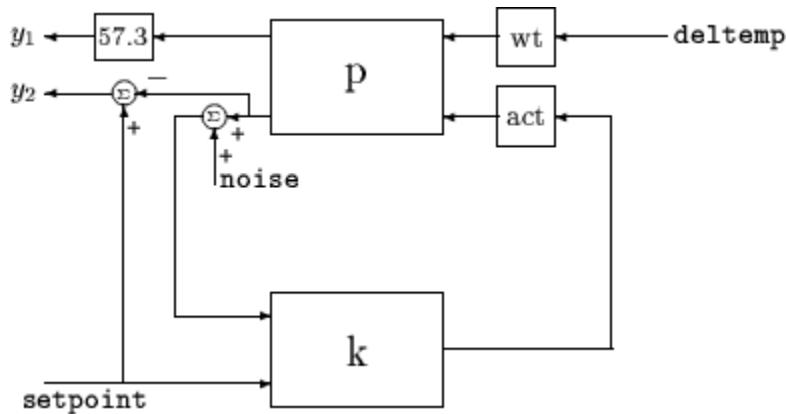 y1 57.3 p wt deltemp
y2 Σ −
Σ + act
+ +
noise
k
setpoint